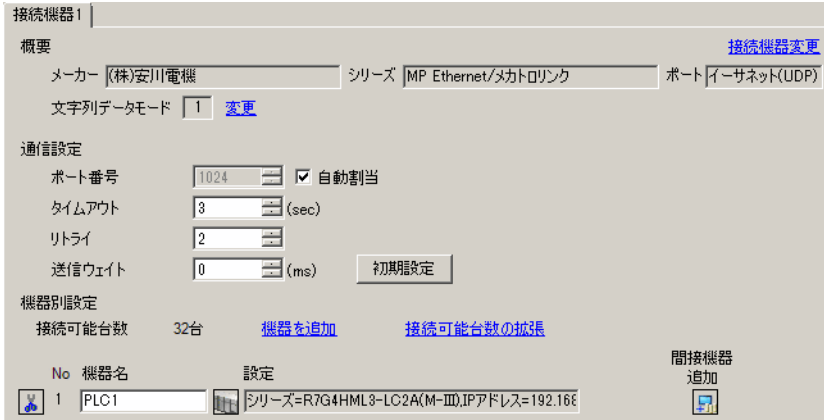 接続機器1
概要
接続機器変更
メーカー (株)安川電機 シリーズ MP Ethernet/メカトロリンク ポート イーサネット(UDP)
文字列データモード 1 変更
通信設定
ポート番号 1024 自動割当
タイムアウト 3 (sec)
リトライ 2
送信ウェイト 0 (ms) 初期設定
機器別設定
接続可能台数 32台 機器を追加 接続可能台数の拡張
間接機器
No 機器名 設定 追加
1 PLC1 シリーズ=R7G4HML3-LC2A(M-Ⅲ),IPアドレス=192.168